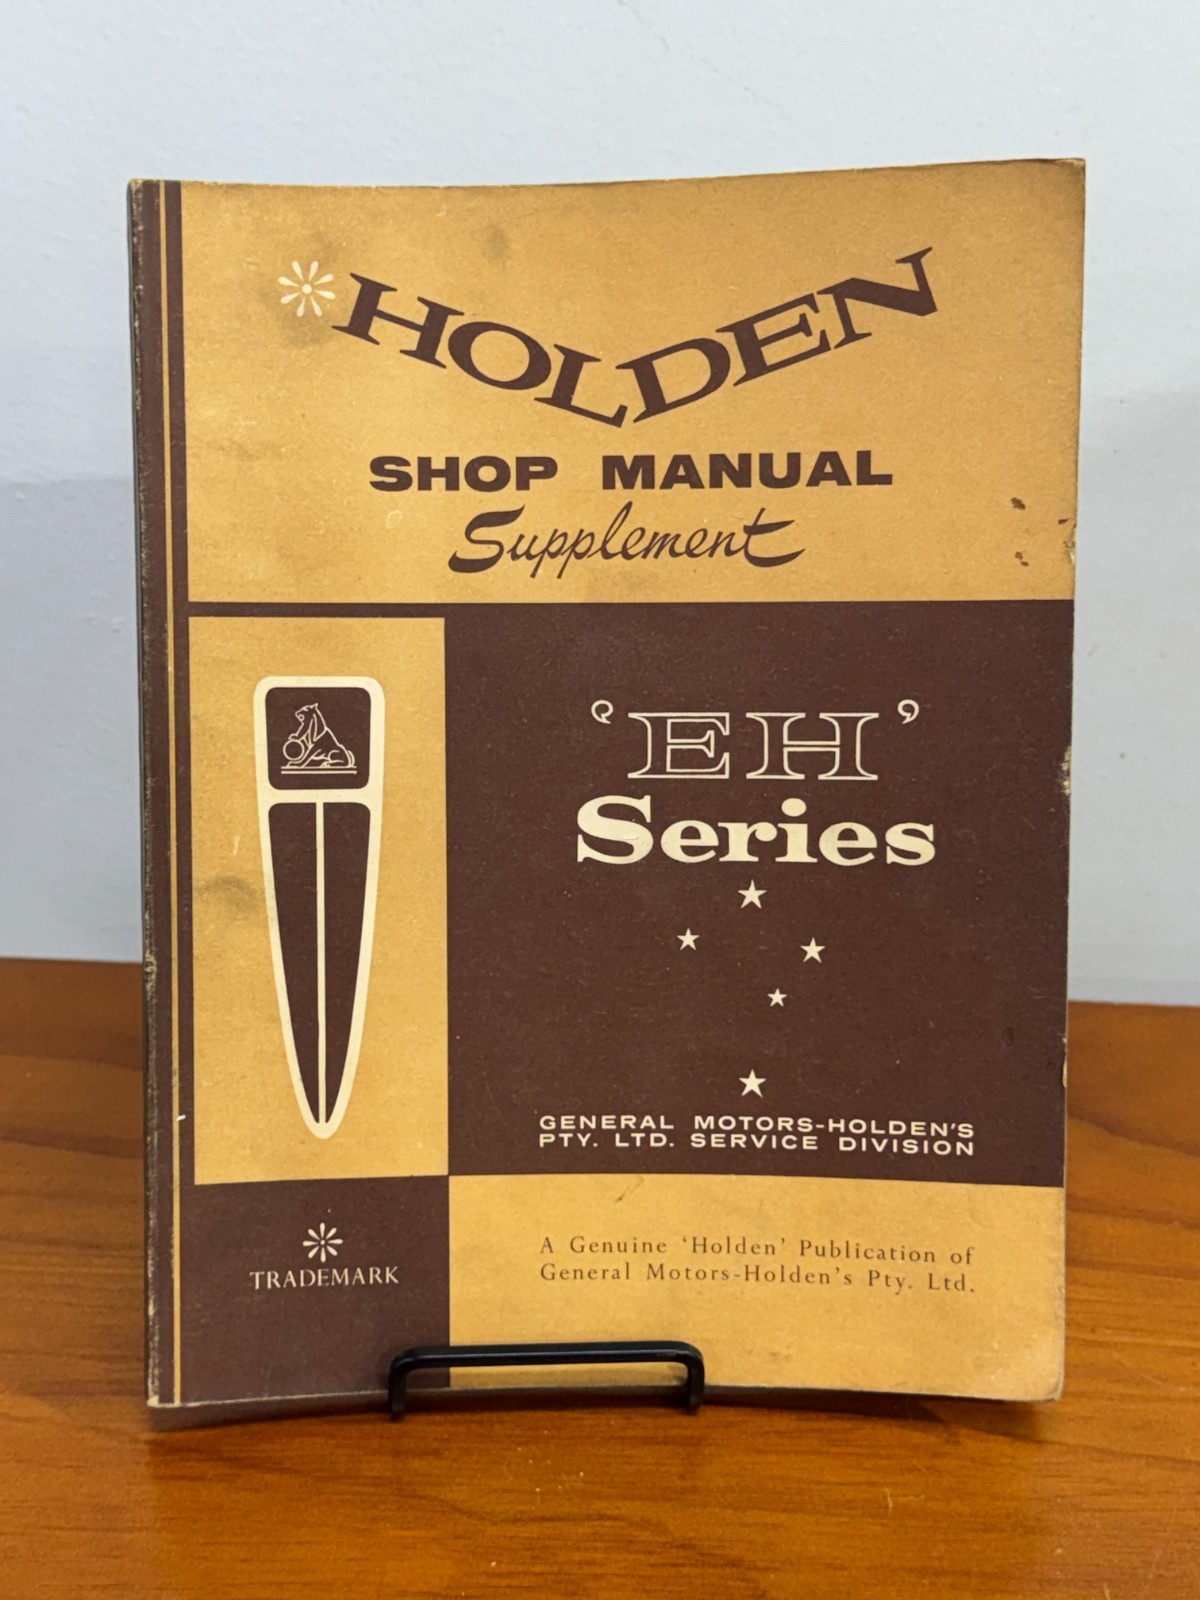 HOLDEN
SHOP MANUAL
Supplement
‘EH’
Series
GENERAL MOTORS-HOLDEN'S
PTY. LTD. SERVICE DIVISION
TRADEMARK
A Genuine ‘Holden’ Publication of
General Motors-Holden's Pty. Ltd.